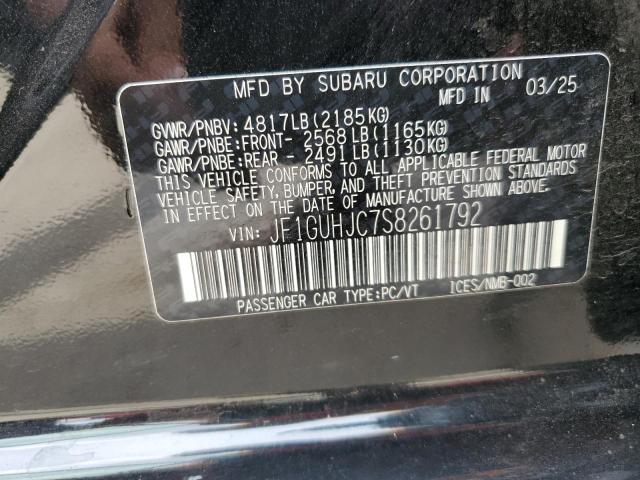 MFD BY SUBARU CORPORATION
MFD IN 03/25
GVWR/PNBV: 4817LB(2185KG)
GAWR/PNBE:FRONT- 2568LB(1165KG)
GAWR/PNBE:REAR - 2491LB(1130KG)
THIS VEHICLE CONFORMS TO ALL APPLICABLE FEDERAL MOTOR
VEHICLE SAFETY, BUMPER, AND THEFT PREVENTION STANDARDS
IN EFFECT ON THE DATE OF MANUFACTURE SHOWN ABOVE.
VIN: JF1GUHJC7S8261792
PASSENGER CAR TYPE:PC/VT ICES/NMB-002